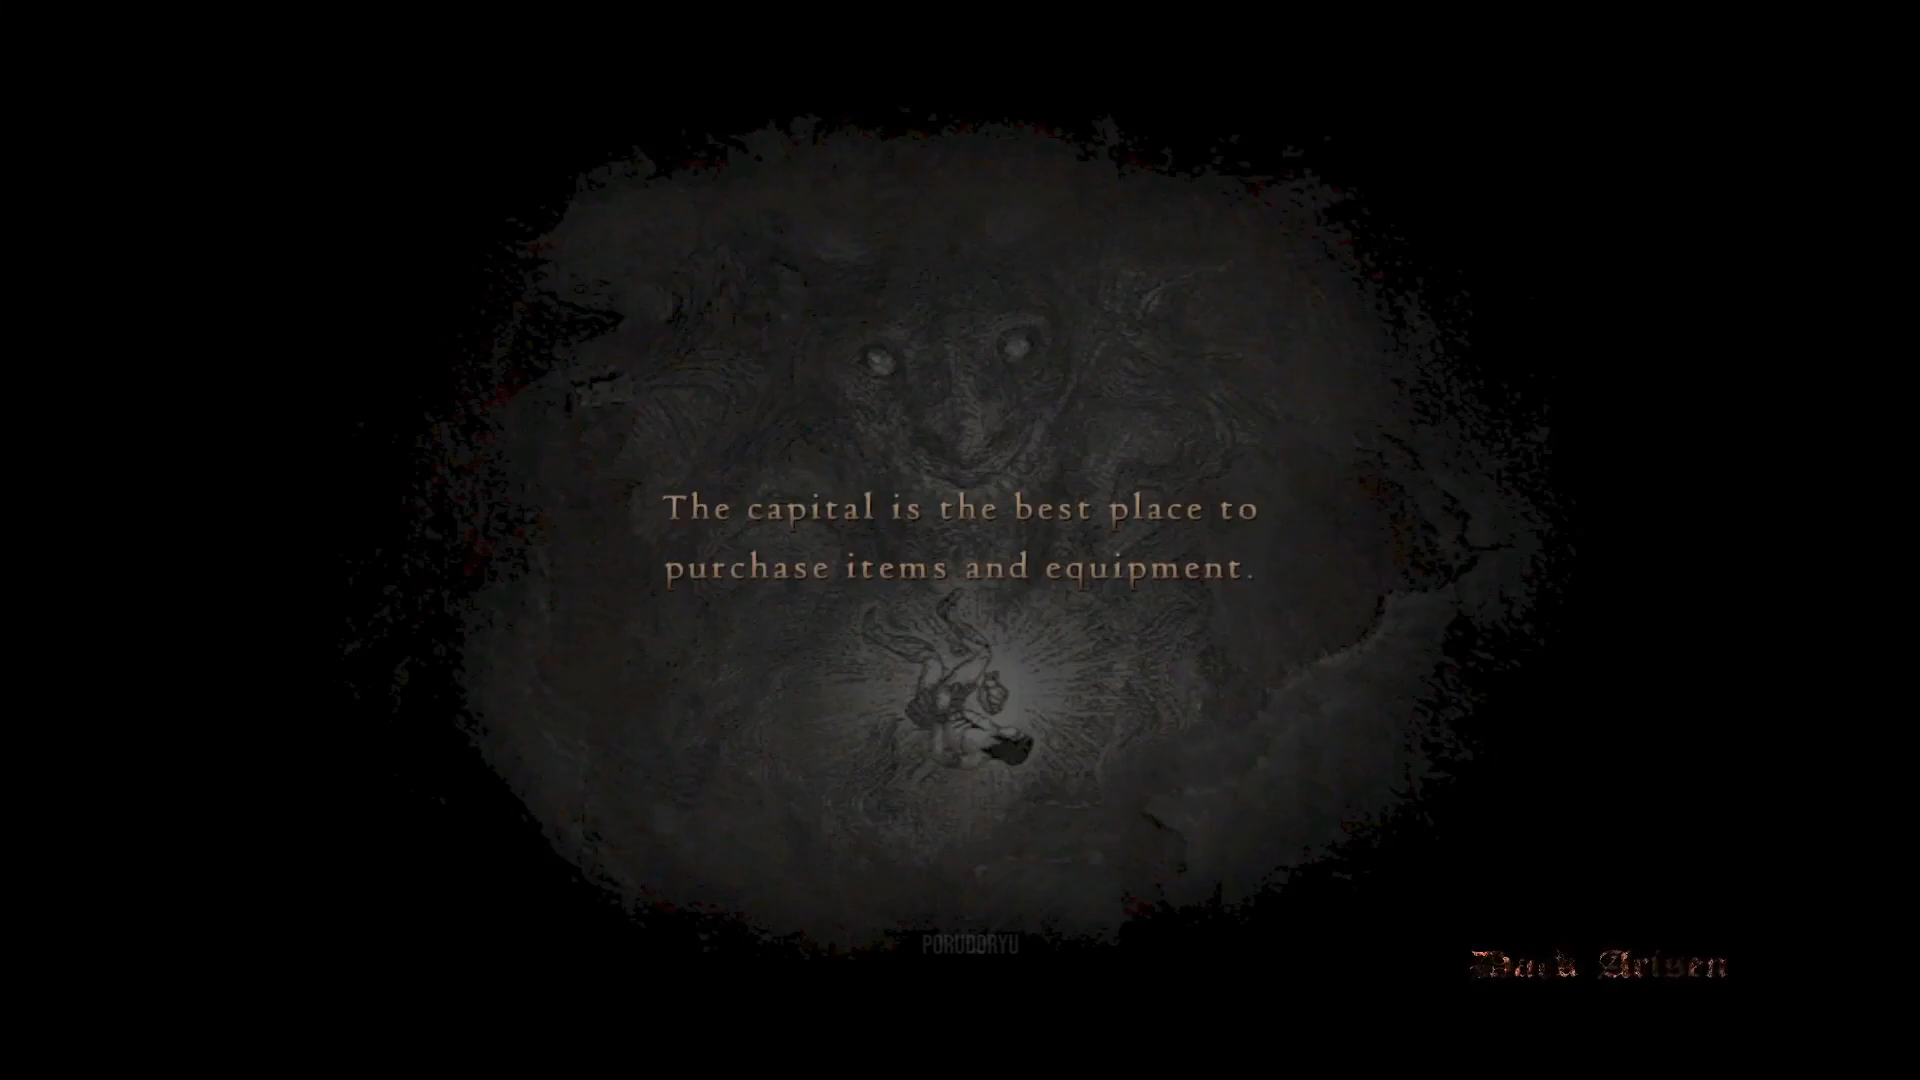 The capital is the best place to
purchase items and equipment.
PORUDORYU
Dark Arisen